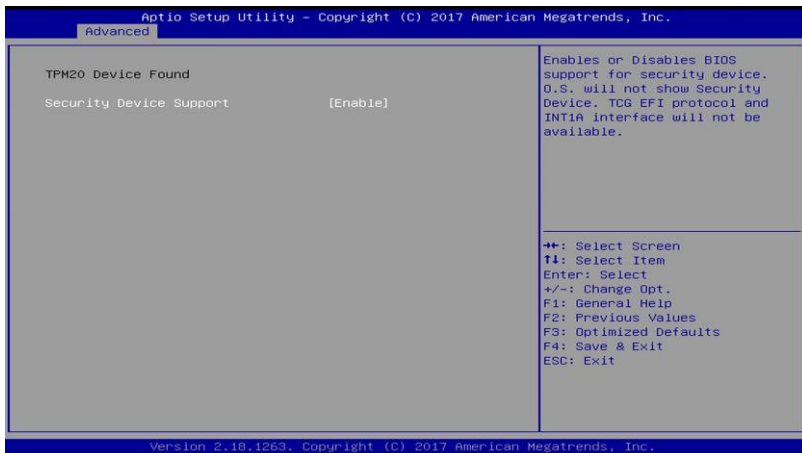 Aptio Setup Utility – Copyright (C) 2017 American Megatrends, Inc.
Advanced
TPM20 Device Found
Security Device Support [Enable]
Enables or Disables BIOS
support for security device.
O.S. will not show Security
Device. TCG EFI protocol and
INT1A interface will not be
available.
→←: Select Screen
↑↓: Select Item
Enter: Select
+/-: Change Opt.
F1: General Help
F2: Previous Values
F3: Optimized Defaults
F4: Save & Exit
ESC: Exit
Version 2.18.1263. Copyright (C) 2017 American Megatrends, Inc.